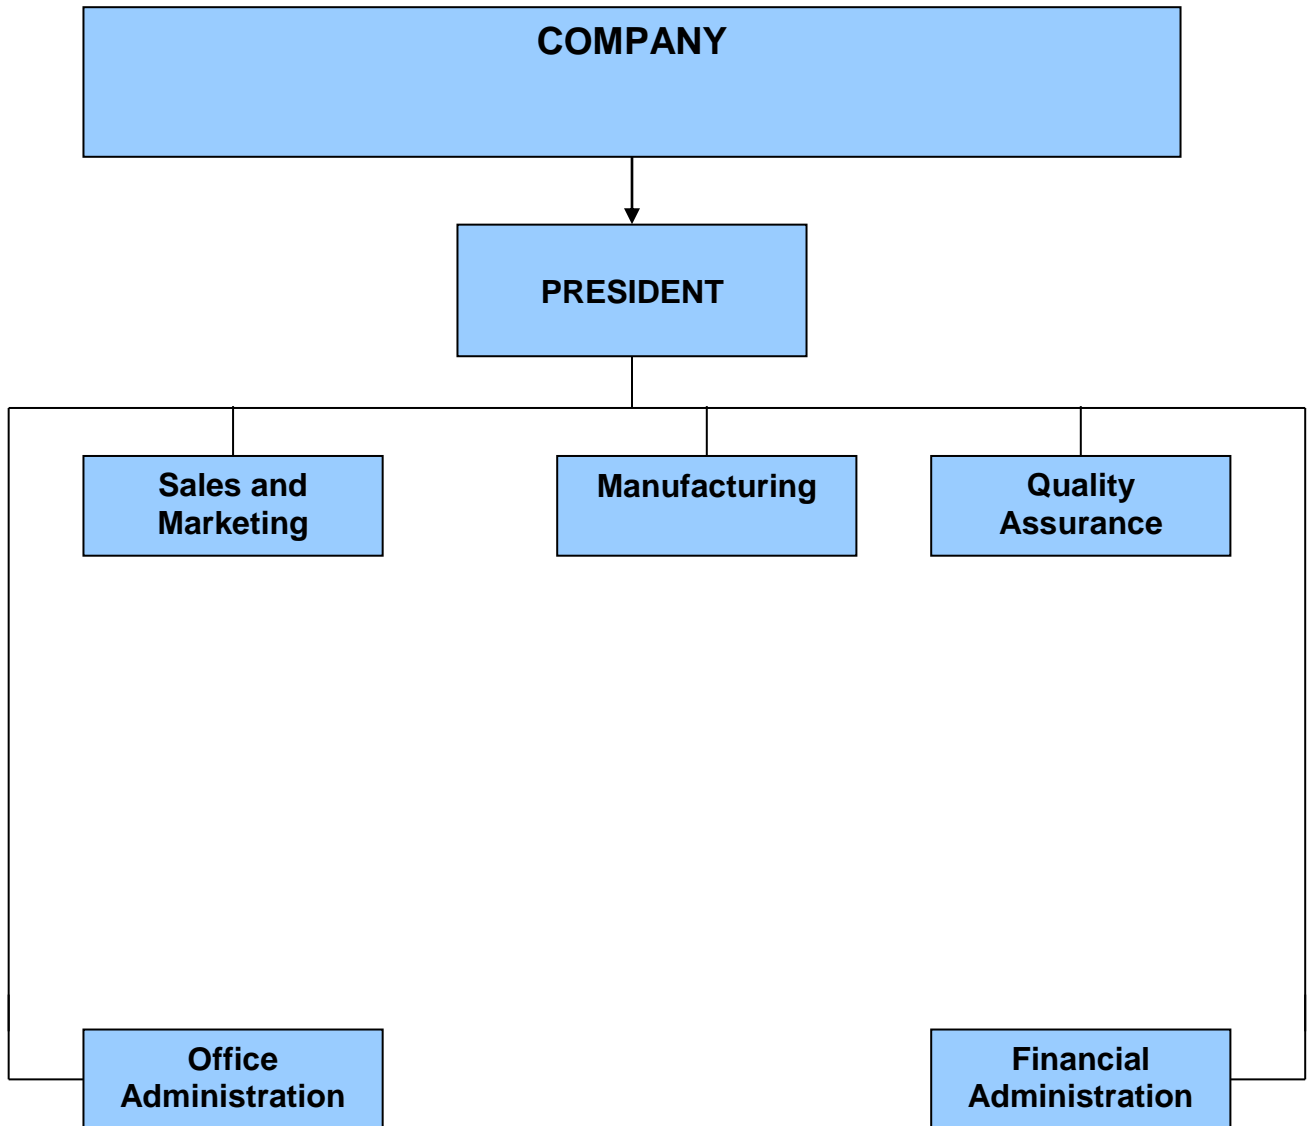 COMPANY
PRESIDENT
Sales and
Marketing
Manufacturing
Quality
Assurance
Office
Administration
Financial
Administration